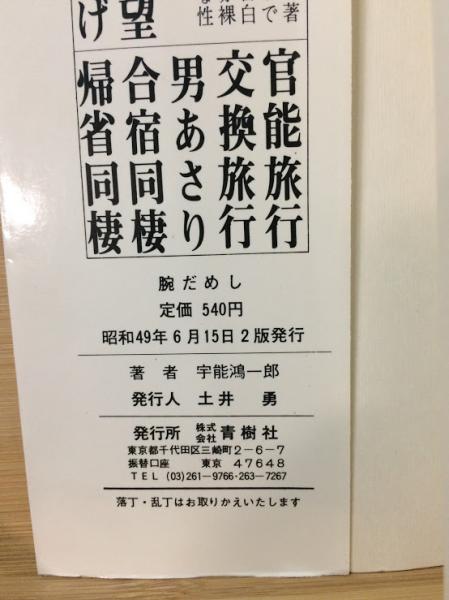 著
で
白
裸
性
望
げ
官能旅行
交換旅行
男あさり
合宿同棲
帰省同棲
腕だめし
定価 540円
昭和49年6月15日2版発行
著者 宇能鴻一郎
発行人 土井 勇
発行所 株式会社 青樹社
東京都千代田区三崎町2-6-7
振替口座 東京 47648
TEL (03)261-9766・263-7267
落丁・乱丁はお取りかえいたします